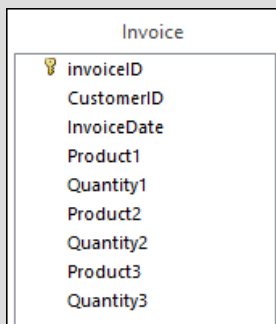 Invoice
invoiceID
CustomerID
InvoiceDate
Product1
Quantity1
Product2
Quantity2
Product3
Quantity3